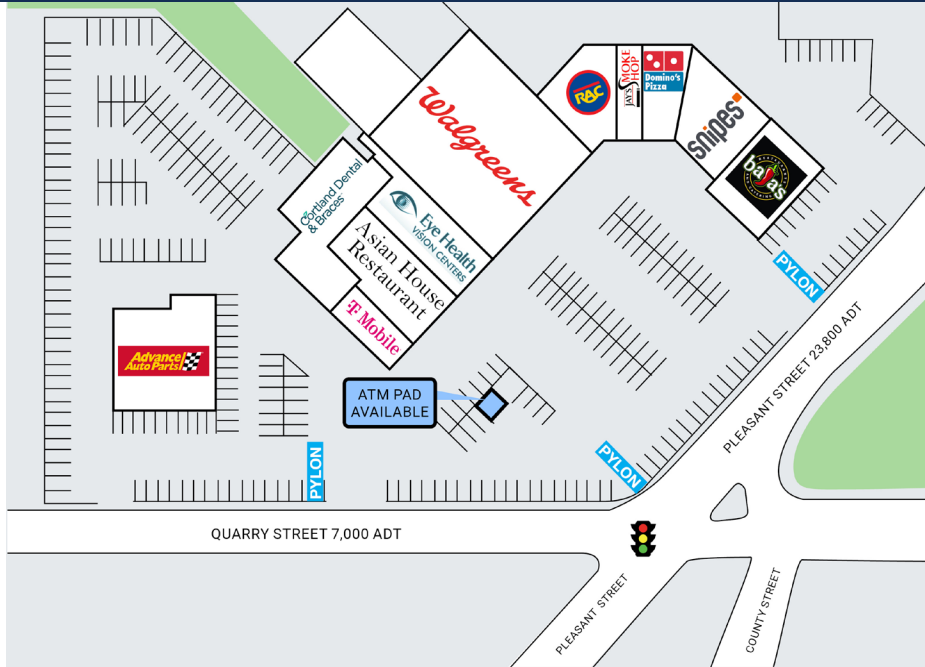 Walgreens
RAC
JAYS SMOKE
SHOP
Domino's
Pizza
snipes
baja's
PYLON
Cortland Dental
& Braces
Eye Health
VISION CENTERS
Asian House
Restaurant
T Mobile
Advance
Auto Parts
ATM PAD
AVAILABLE
PYLON
PYLON
PLEASANT STREET 23,800 ADT
QUARRY STREET 7,000 ADT
PLEASANT STREET
COUNTY STREET